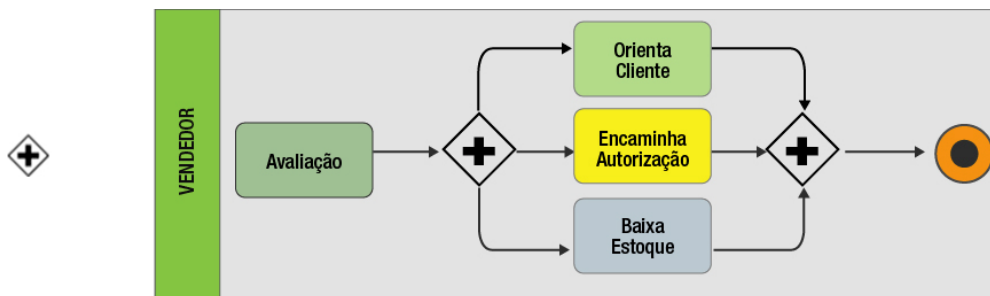 VENDEDOR
Avaliação
Orienta
Cliente
Encaminha
Autorização
Baixa
Estoque